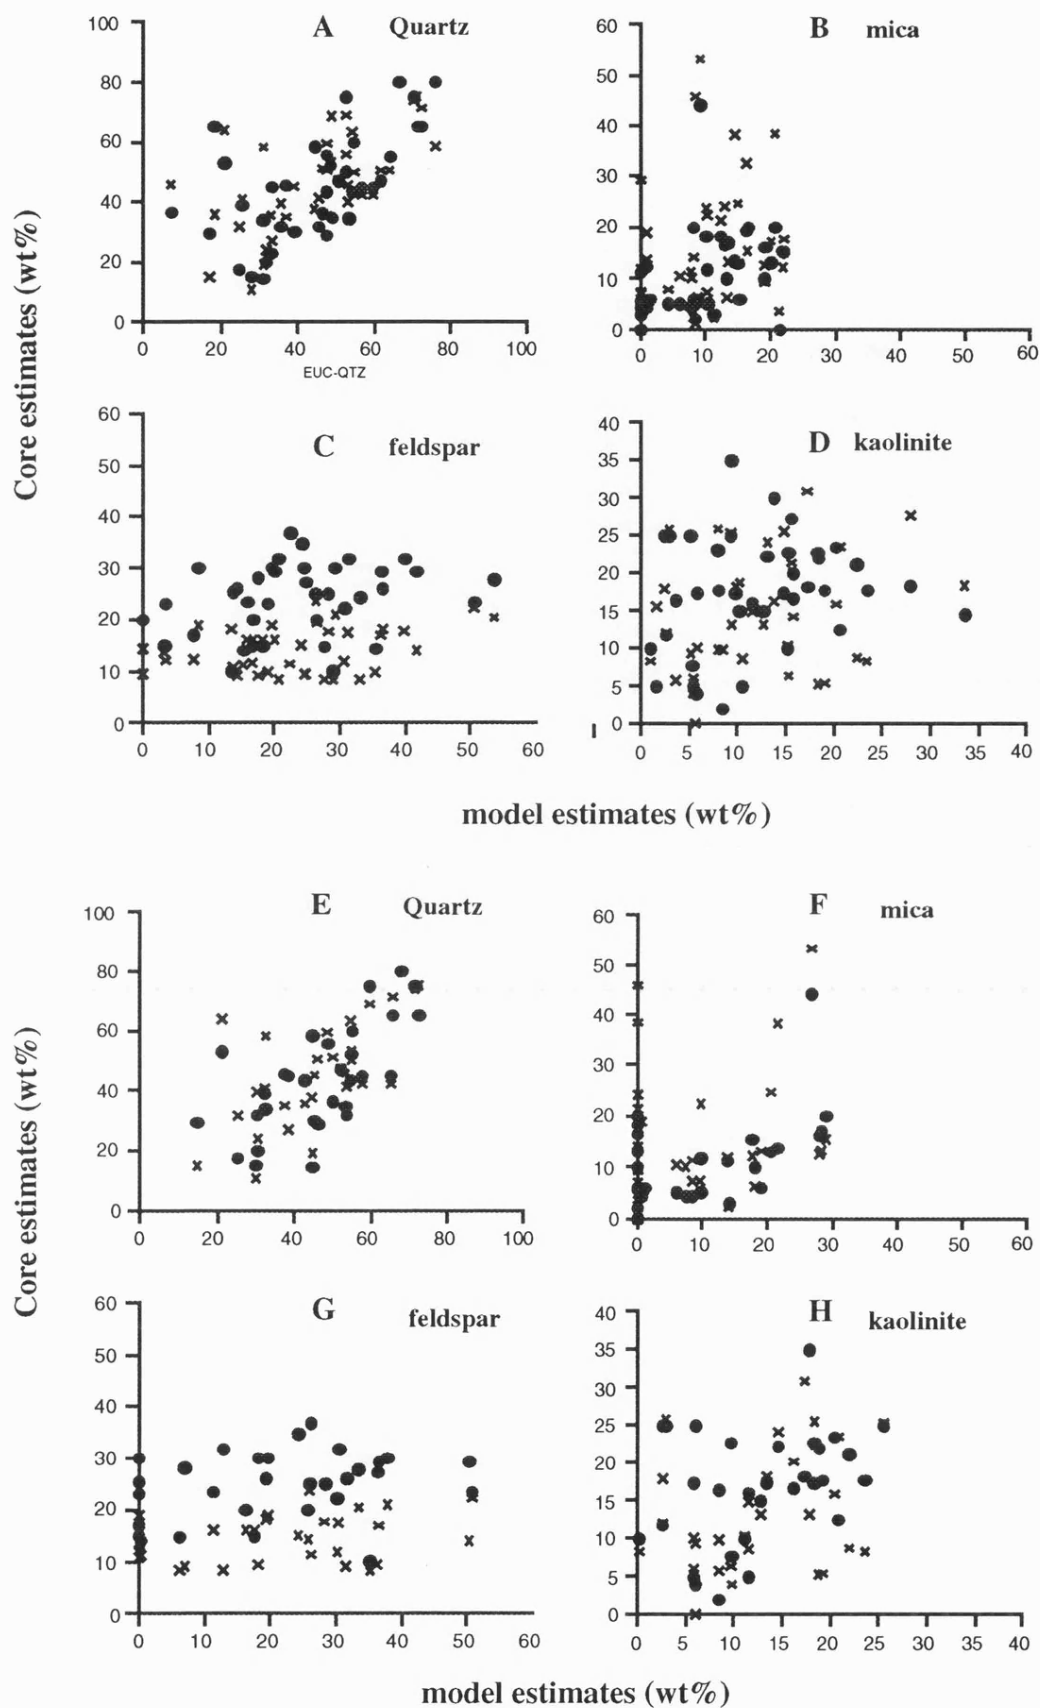 A Quartz
100
80
60
40
20
0
0 20 40 60 80 100
EUC-QTZ
B mica
60
50
40
30
20
10
0
0 10 20 30 40 50 60
Core estimates (wt%)
C feldspar
60
50
40
30
20
10
0
0 10 20 30 40 50 60
D kaolinite
40
35
30
25
20
15
10
5
0
0 5 10 15 20 25 30 35 40
model estimates (wt%)
E Quartz
100
80
60
40
20
0
0 20 40 60 80 100
F mica
60
50
40
30
20
10
0
0 10 20 30 40 50 60
Core estimates (wt%)
G feldspar
60
50
40
30
20
10
0
0 10 20 30 40 50 60
H kaolinite
40
35
30
25
20
15
10
5
0
0 5 10 15 20 25 30 35 40
model estimates (wt%)